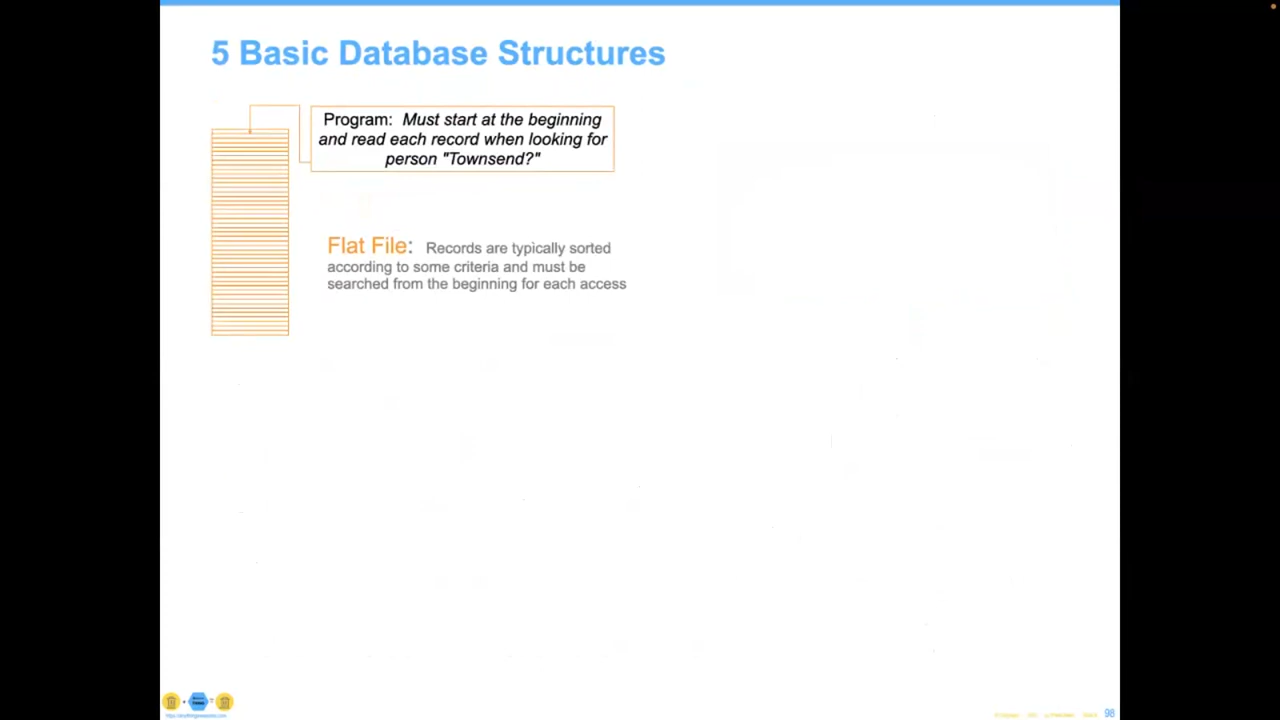 5 Basic Database Structures
Program: Must start at the beginning
and read each record when looking for
person "Townsend?"
Flat File: Records are typically sorted
according to some criteria and must be
searched from the beginning for each access
98